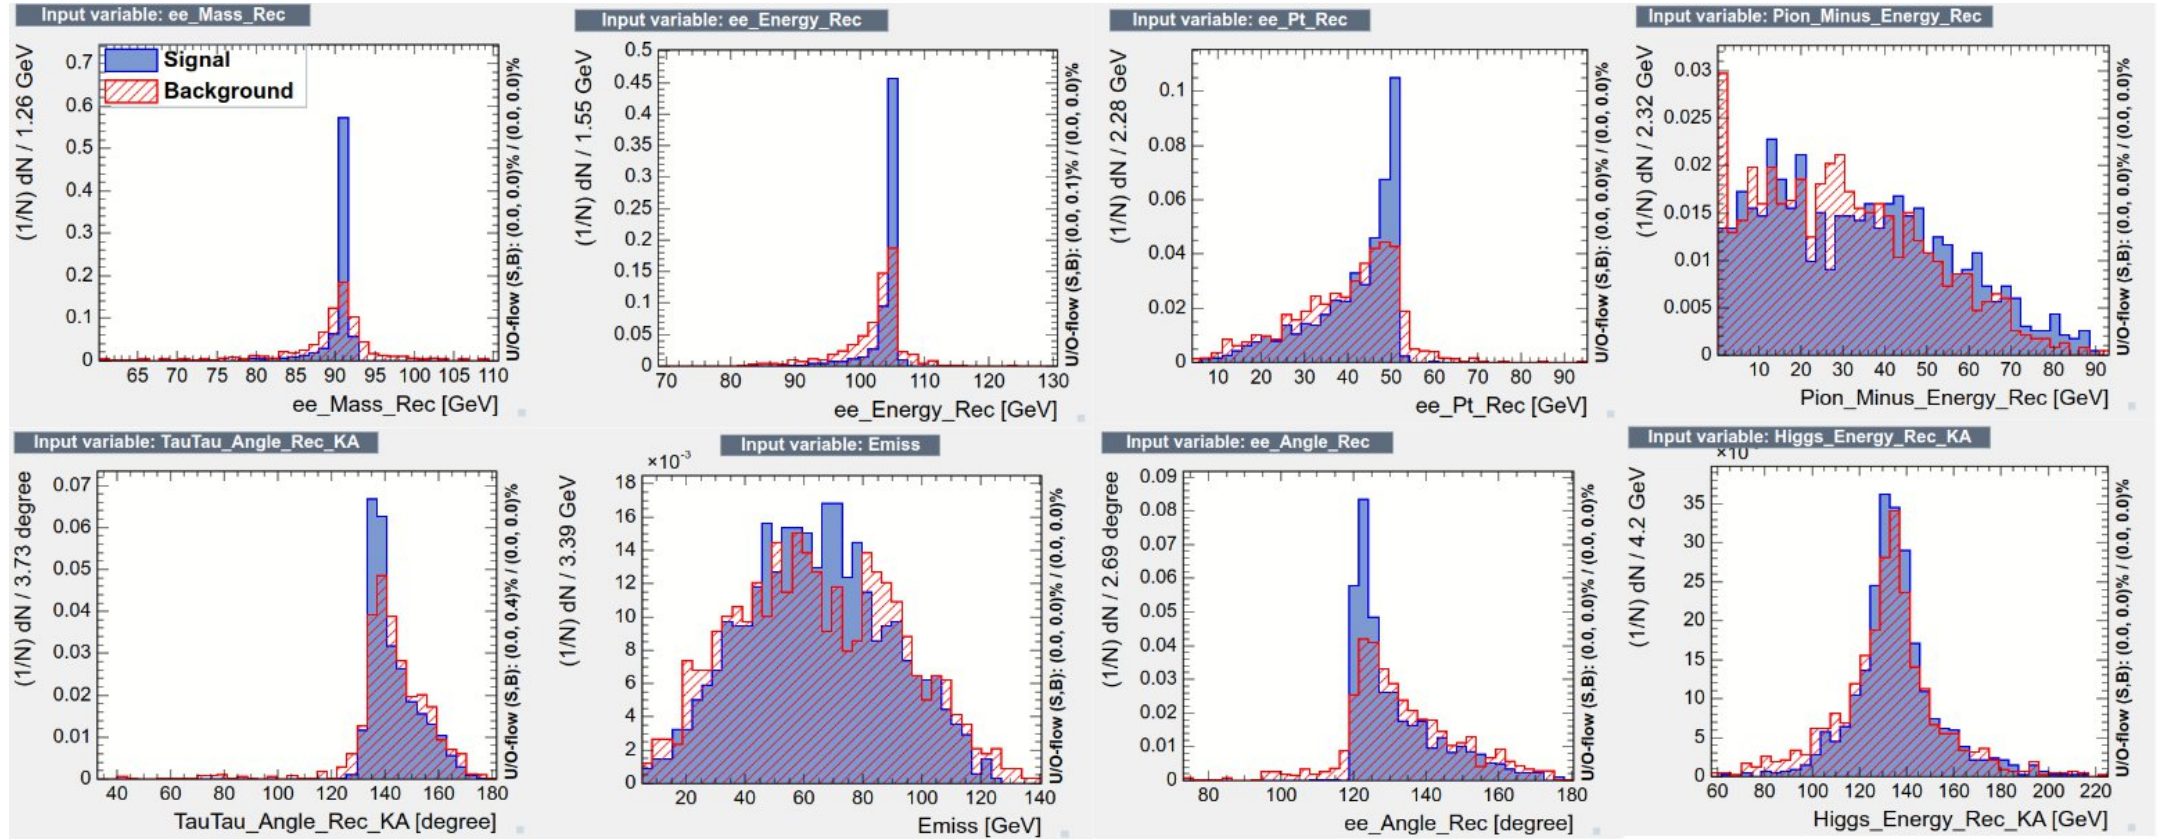 Input variable: ee_Mass_Rec
(1/N) dN / 1.26 GeV
0.7
0.6
0.5
0.4
0.3
0.2
0.1
0
Signal
Background
65 70 75 80 85 90 95 100 105 110
ee_Mass_Rec [GeV]
U/O-flow (S,B): (0.0, 0.0)% / (0.0, 0.0)%
Input variable: ee_Energy_Rec
(1/N) dN / 1.55 GeV
0.5
0.45
0.4
0.35
0.3
0.25
0.2
0.15
0.1
0.05
0
70 80 90 100 110 120 130
ee_Energy_Rec [GeV]
U/O-flow (S,B): (0.0, 0.1)% / (0.0, 0.0)%
Input variable: ee_Pt_Rec
(1/N) dN / 2.28 GeV
0.1
0.08
0.06
0.04
0.02
0
10 20 30 40 50 60 70 80 90
ee_Pt_Rec [GeV]
U/O-flow (S,B): (0.0, 0.0)% / (0.0, 0.0)%
Input variable: Pion_Minus_Energy_Rec
(1/N) dN / 2.32 GeV
0.03
0.025
0.02
0.015
0.01
0.005
0
10 20 30 40 50 60 70 80 90
Pion_Minus_Energy_Rec [GeV]
U/O-flow (S,B): (0.0, 0.0)% / (0.0, 0.0)%
Input variable: TauTau_Angle_Rec_KA
(1/N) dN / 3.73 degree
0.07
0.06
0.05
0.04
0.03
0.02
0.01
0
40 60 80 100 120 140 160 180
TauTau_Angle_Rec_KA [degree]
U/O-flow (S,B): (0.0, 0.4)% / (0.0, 0.0)%
Input variable: Emiss
×10⁻³
(1/N) dN / 3.39 GeV
18
16
14
12
10
8
6
4
2
0
20 40 60 80 100 120 140
Emiss [GeV]
U/O-flow (S,B): (0.0, 0.0)% / (0.0, 0.0)%
Input variable: ee_Angle_Rec
(1/N) dN / 2.69 degree
0.09
0.08
0.07
0.06
0.05
0.04
0.03
0.02
0.01
0
80 100 120 140 160 180
ee_Angle_Rec [degree]
U/O-flow (S,B): (0.0, 0.0)% / (0.0, 0.0)%
Input variable: Higgs_Energy_Rec_KA
×10
(1/N) dN / 4.2 GeV
35
30
25
20
15
10
5
0
60 80 100 120 140 160 180 200 220
Higgs_Energy_Rec_KA [GeV]
U/O-flow (S,B): (0.0, 0.0)% / (0.0, 0.0)%